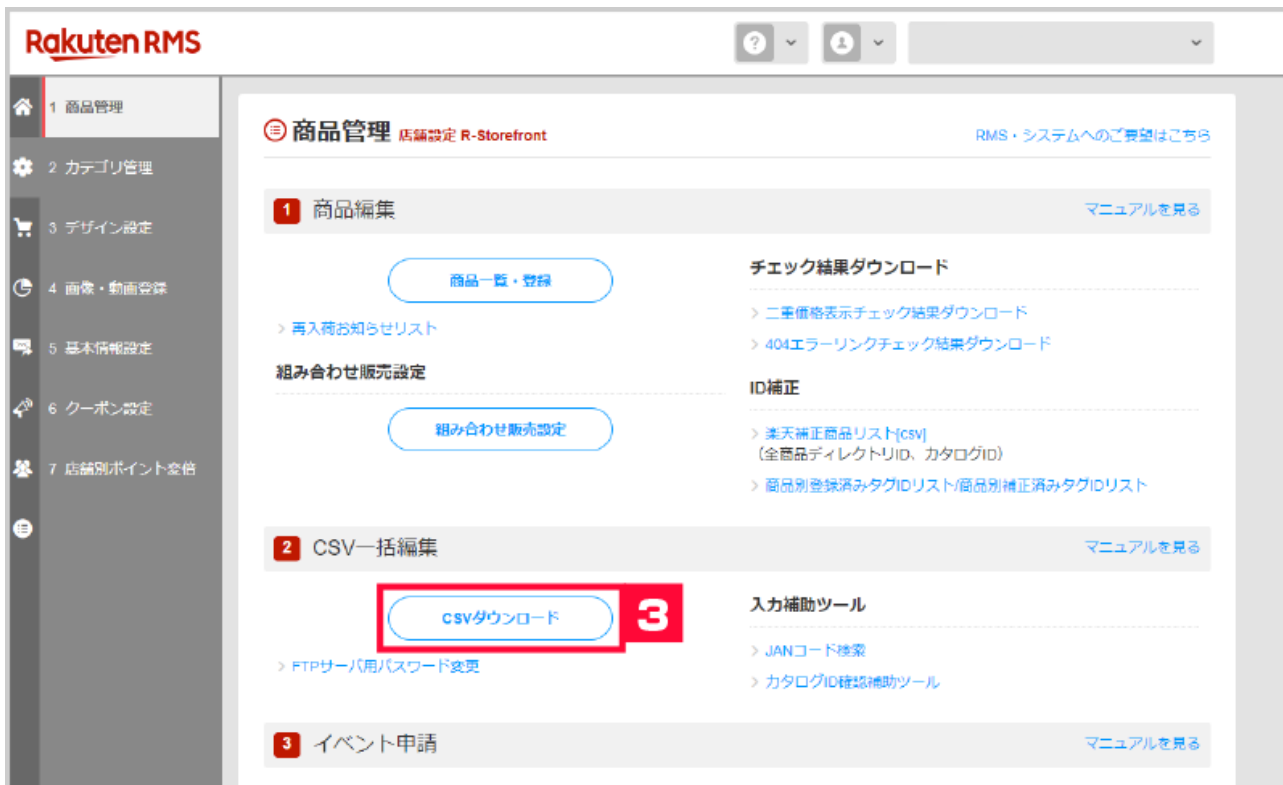 Rakuten RMS
1 商品管理
2 カテゴリ管理
3 デザイン設定
4 画像・動画登録
5 基本情報設定
6 クーポン設定
7 店舗別ポイント変倍
商品管理 店舗設定 R-Storefront
RMS・システムへのご要望はこちら
1 商品編集
マニュアルを見る
商品一覧・登録
> 再入荷お知らせリスト
組み合わせ販売設定
組み合わせ販売設定
チェック結果ダウンロード
> 二重価格表示チェック結果ダウンロード
> 404エラーリンクチェック結果ダウンロード
ID補正
> 楽天補正商品リスト[csv]
(全商品ディレクトリID、カタログID)
> 商品別登録済みタグIDリスト/商品別補正済みタグIDリスト
2 CSV一括編集
マニュアルを見る
CSVダウンロード
3
> FTPサーバ用パスワード変更
入力補助ツール
> JANコード検索
> カタログID確認補助ツール
3 イベント申請
マニュアルを見る